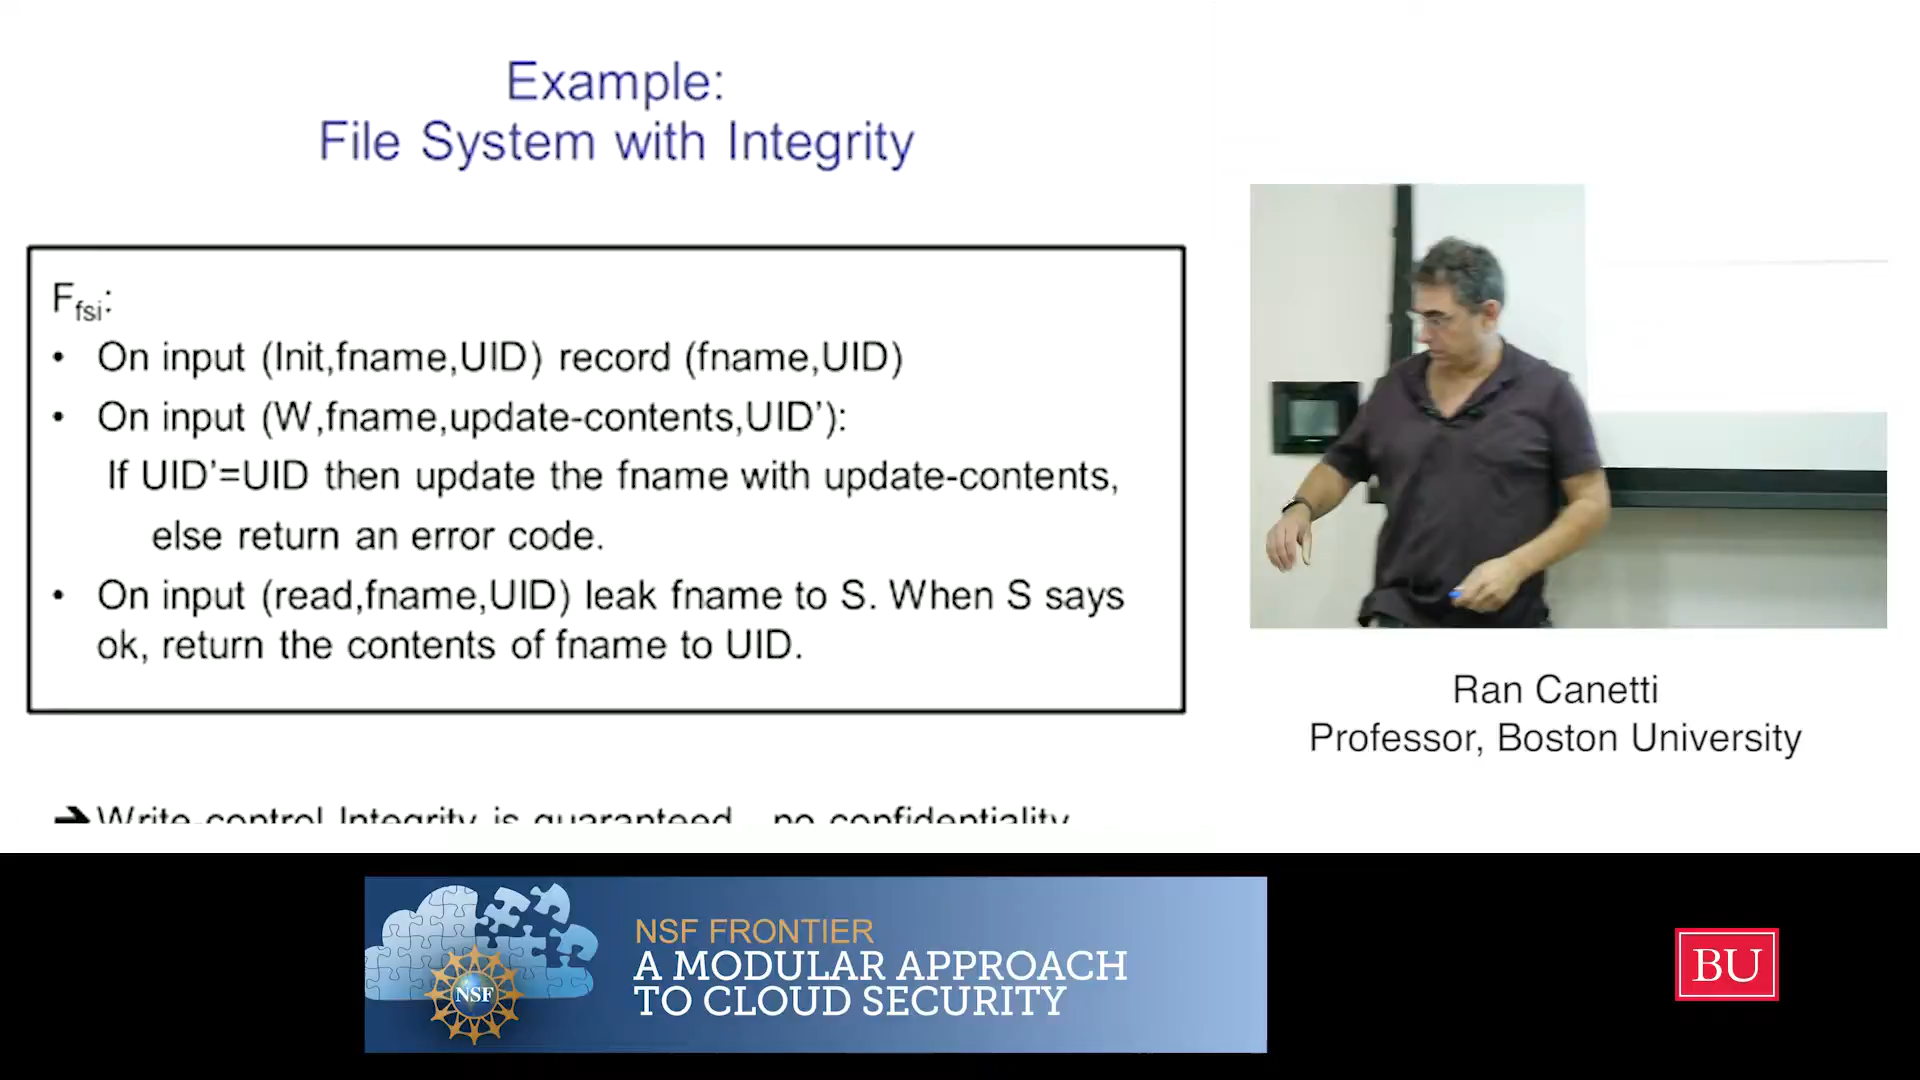 Example:
File System with Integrity
Ffsi:
• On input (Init,fname,UID) record (fname,UID)
• On input (W,fname,update-contents,UID’):
If UID’=UID then update the fname with update-contents,
else return an error code.
• On input (read,fname,UID) leak fname to S. When S says
ok, return the contents of fname to UID.
➔ Write-control Integrity is guaranteed, no confidentiality
Ran Canetti
Professor, Boston University
NSF FRONTIER
A MODULAR APPROACH
TO CLOUD SECURITY
NSF
BU